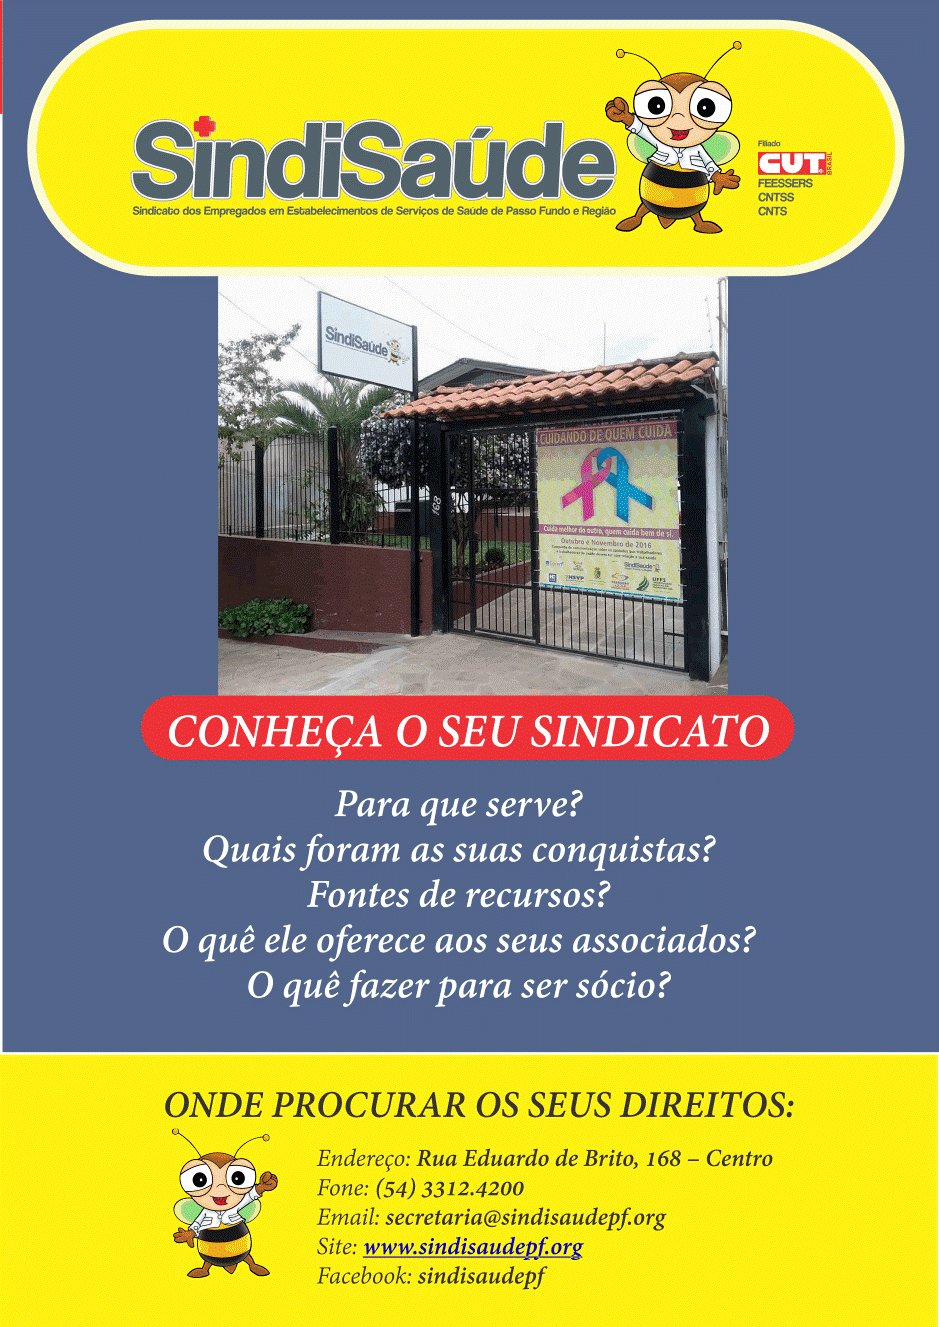 SindiSaúde
Sindicato dos Empregados em Estabelecimentos de Serviços de Saúde de Passo Fundo e Região
Filiado
CUT BRASIL
FEESSERS
CNTSS
CNTS
SindiSaúde
168
CUIDANDO DE QUEM CUIDA
Cuida melhor do outro, quem cuida bem de si.
Outubro e Novembro de 2016
SindiSaúde
HSVP
UFFS
CONHEÇA O SEU SINDICATO
Para que serve?
Quais foram as suas conquistas?
Fontes de recursos?
O quê ele oferece aos seus associados?
O quê fazer para ser sócio?
ONDE PROCURAR OS SEUS DIREITOS:
Endereço: Rua Eduardo de Brito, 168 – Centro
Fone: (54) 3312.4200
Email: secretaria@sindisaudepf.org
Site: www.sindisaudepf.org
Facebook: sindisaudepf